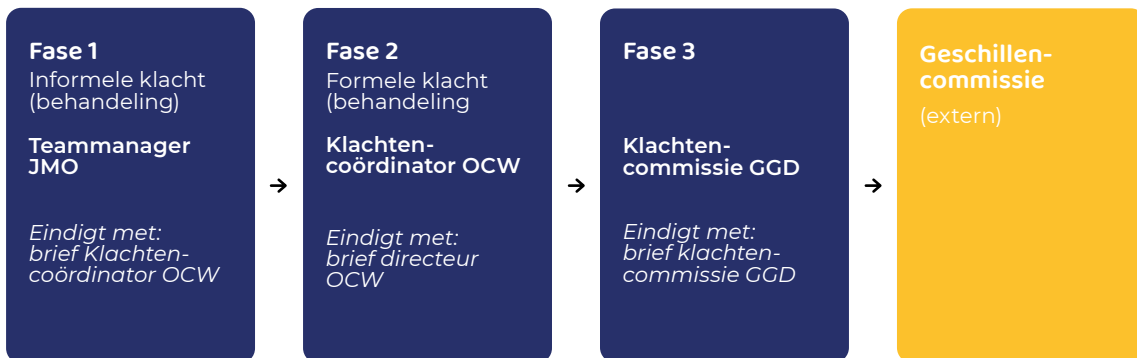 Fase 1
Informele klacht
(behandeling)
Teammanager
JMO
Eindigt met:
brief Klachten-
coördinator OCW
Fase 2
Formele klacht
(behandeling
Klachten-
coördinator OCW
Eindigt met:
brief directeur
OCW
Fase 3
Klachten-
commissie GGD
Eindigt met:
brief klachten-
commissie GGD
Geschillen-
commissie
(extern)